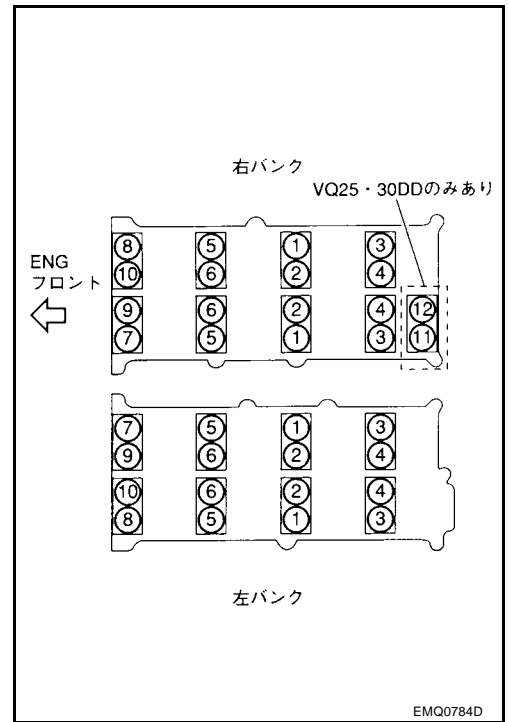 右バンク
VQ25・30DDのみあり
ENG
フロント
8 5 1 3
10 6 2 4
9 6 2 4 12
7 5 1 3 11
7 5 1 3
9 6 2 4
10 6 2 4
8 5 1 3
左バンク
EMQ0784D